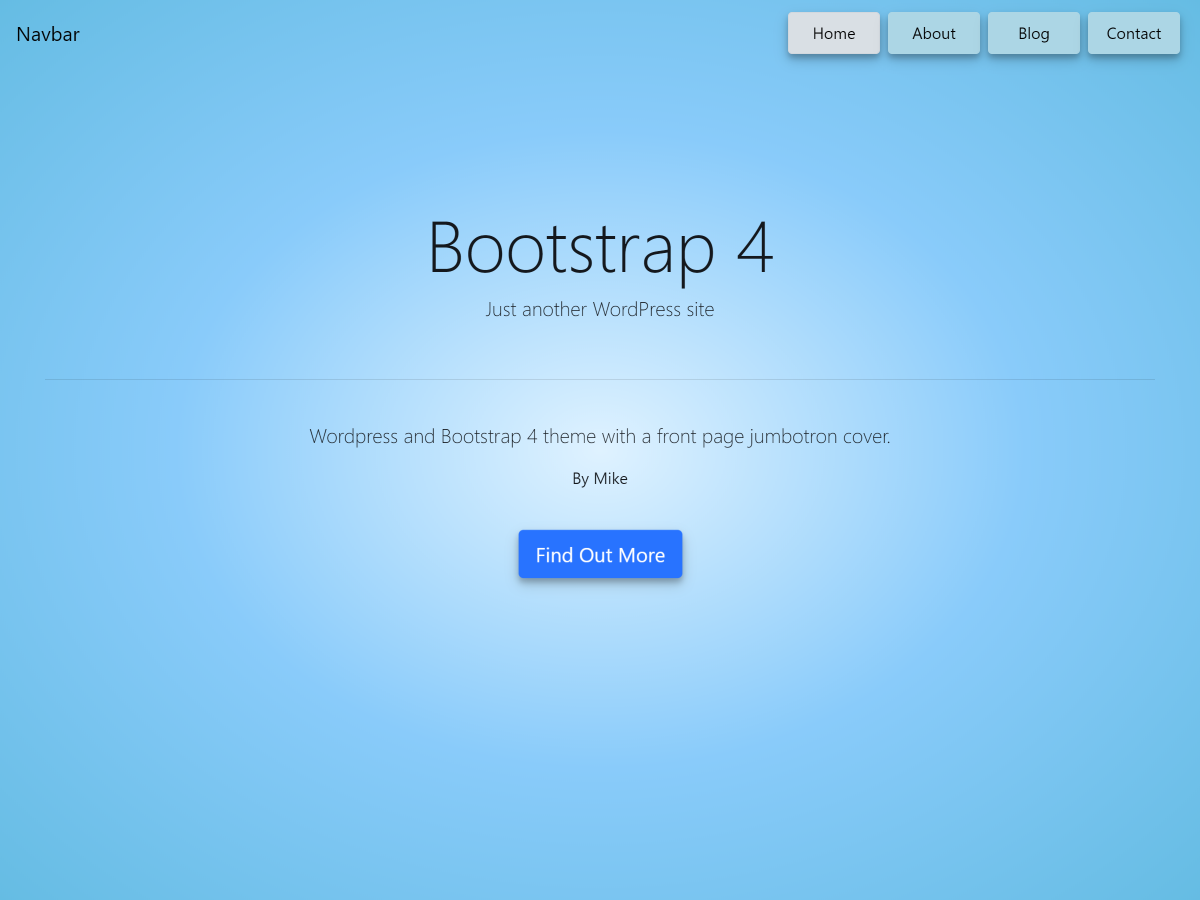 Navbar
Home
About
Blog
Contact
Bootstrap 4
Just another WordPress site
Wordpress and Bootstrap 4 theme with a front page jumbotron cover.
By Mike
Find Out More